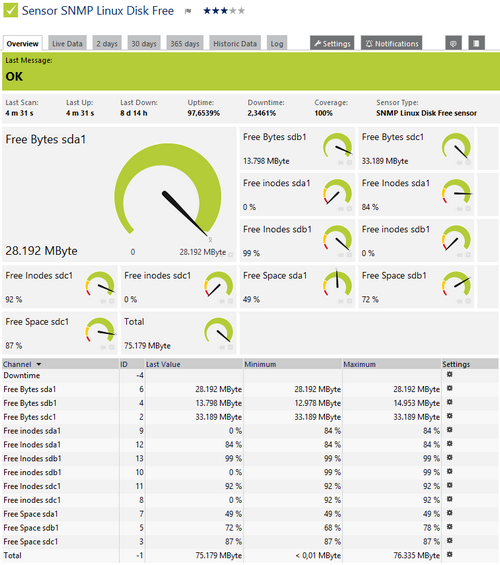 Sensor SNMP Linux Disk Free
Overview Live Data 2 days 30 days 365 days Historic Data Log Settings Notifications
Last Message:
OK
Last Scan: Last Up: Last Down: Uptime: Downtime: Coverage: Sensor Type:
4 m 31 s 4 m 31 s 8 d 14 h 97,6539% 2,3461% 100% SNMP Linux Disk Free sensor
Free Bytes sda1
28.192 MByte
0 28.192 MByte
Free Bytes sdb1
13.798 MByte
Free Bytes sdc1
33.189 MByte
Free inodes sda1
0 %
Free Inodes sda1
84 %
Free Inodes sdb1
99 %
Free inodes sdb1
0 %
Free Inodes sdc1
92 %
Free inodes sdc1
0 %
Free Space sda1
49 %
Free Space sdb1
72 %
Free Space sdc1
87 %
Total
75.179 MByte
Channel ID Last Value Minimum Maximum Settings
Downtime -4
Free Bytes sda1 6 28.192 MByte 28.192 MByte 28.192 MByte
Free Bytes sdb1 4 13.798 MByte 12.978 MByte 14.953 MByte
Free Bytes sdc1 2 33.189 MByte 33.189 MByte 33.189 MByte
Free inodes sda1 9 0 % 84 % 84 %
Free Inodes sda1 12 84 % 84 % 84 %
Free Inodes sdb1 13 99 % 99 % 99 %
Free inodes sdb1 10 0 % 99 % 99 %
Free Inodes sdc1 11 92 % 92 % 92 %
Free inodes sdc1 8 0 % 92 % 92 %
Free Space sda1 7 49 % 49 % 49 %
Free Space sdb1 5 72 % 68 % 78 %
Free Space sdc1 3 87 % 87 % 87 %
Total -1 75.179 MByte < 0,01 MByte 76.335 MByte